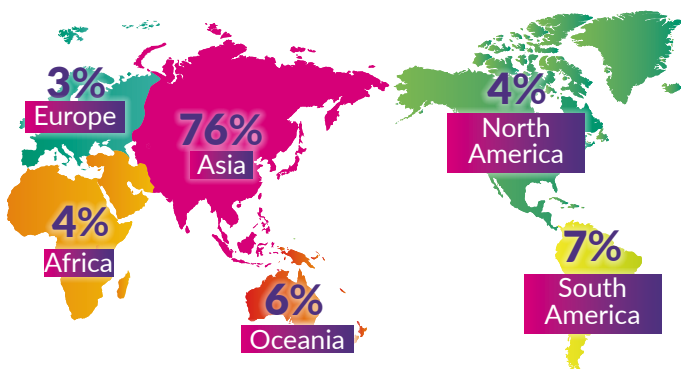 3%
Europe
76%
Asia
4%
North
America
4%
Africa
7%
South
America
6%
Oceania